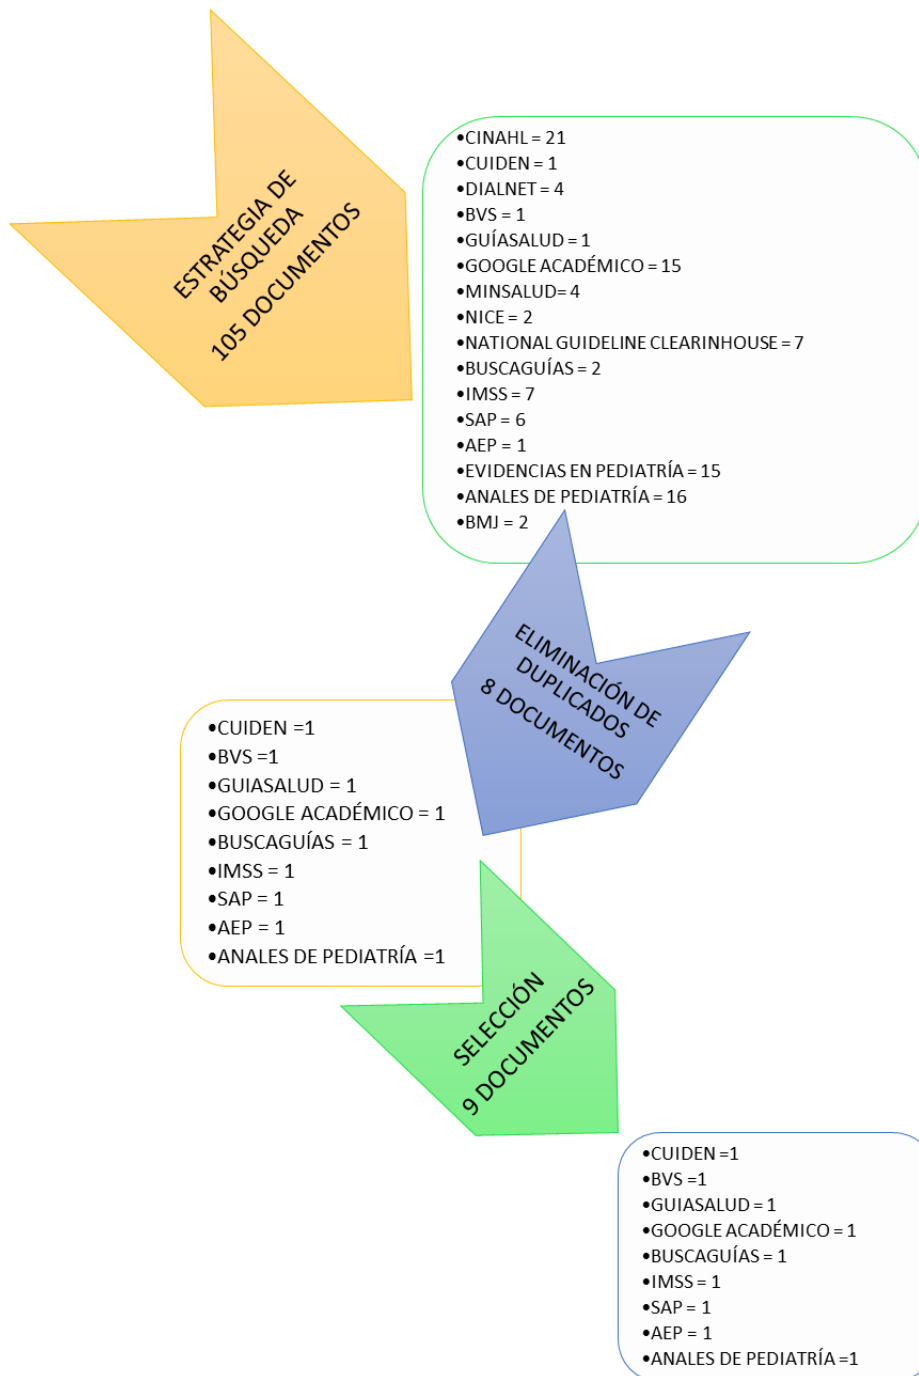 ESTRATEGIA DE
BÚSQUEDA
105 DOCUMENTOS
•CINAHL = 21
•CUIDEN = 1
•DIALNET = 4
•BVS = 1
•GUÍASALUD = 1
•GOOGLE ACADÉMICO = 15
•MINSALUD= 4
•NICE = 2
•NATIONAL GUIDELINE CLEARINHOUSE = 7
•BUSCAGUÍAS = 2
•IMSS = 7
•SAP = 6
•AEP = 1
•EVIDENCIAS EN PEDIATRÍA = 15
•ANALES DE PEDIATRÍA = 16
•BMJ = 2
ELIMINACIÓN DE
DUPLICADOS
8 DOCUMENTOS
•CUIDEN =1
•BVS =1
•GUIASALUD = 1
•GOOGLE ACADÉMICO = 1
•BUSCAGUÍAS = 1
•IMSS = 1
•SAP = 1
•AEP = 1
•ANALES DE PEDIATRÍA =1
SELECCIÓN
9 DOCUMENTOS
•CUIDEN =1
•BVS =1
•GUIASALUD = 1
•GOOGLE ACADÉMICO = 1
•BUSCAGUÍAS = 1
•IMSS = 1
•SAP = 1
•AEP = 1
•ANALES DE PEDIATRÍA =1